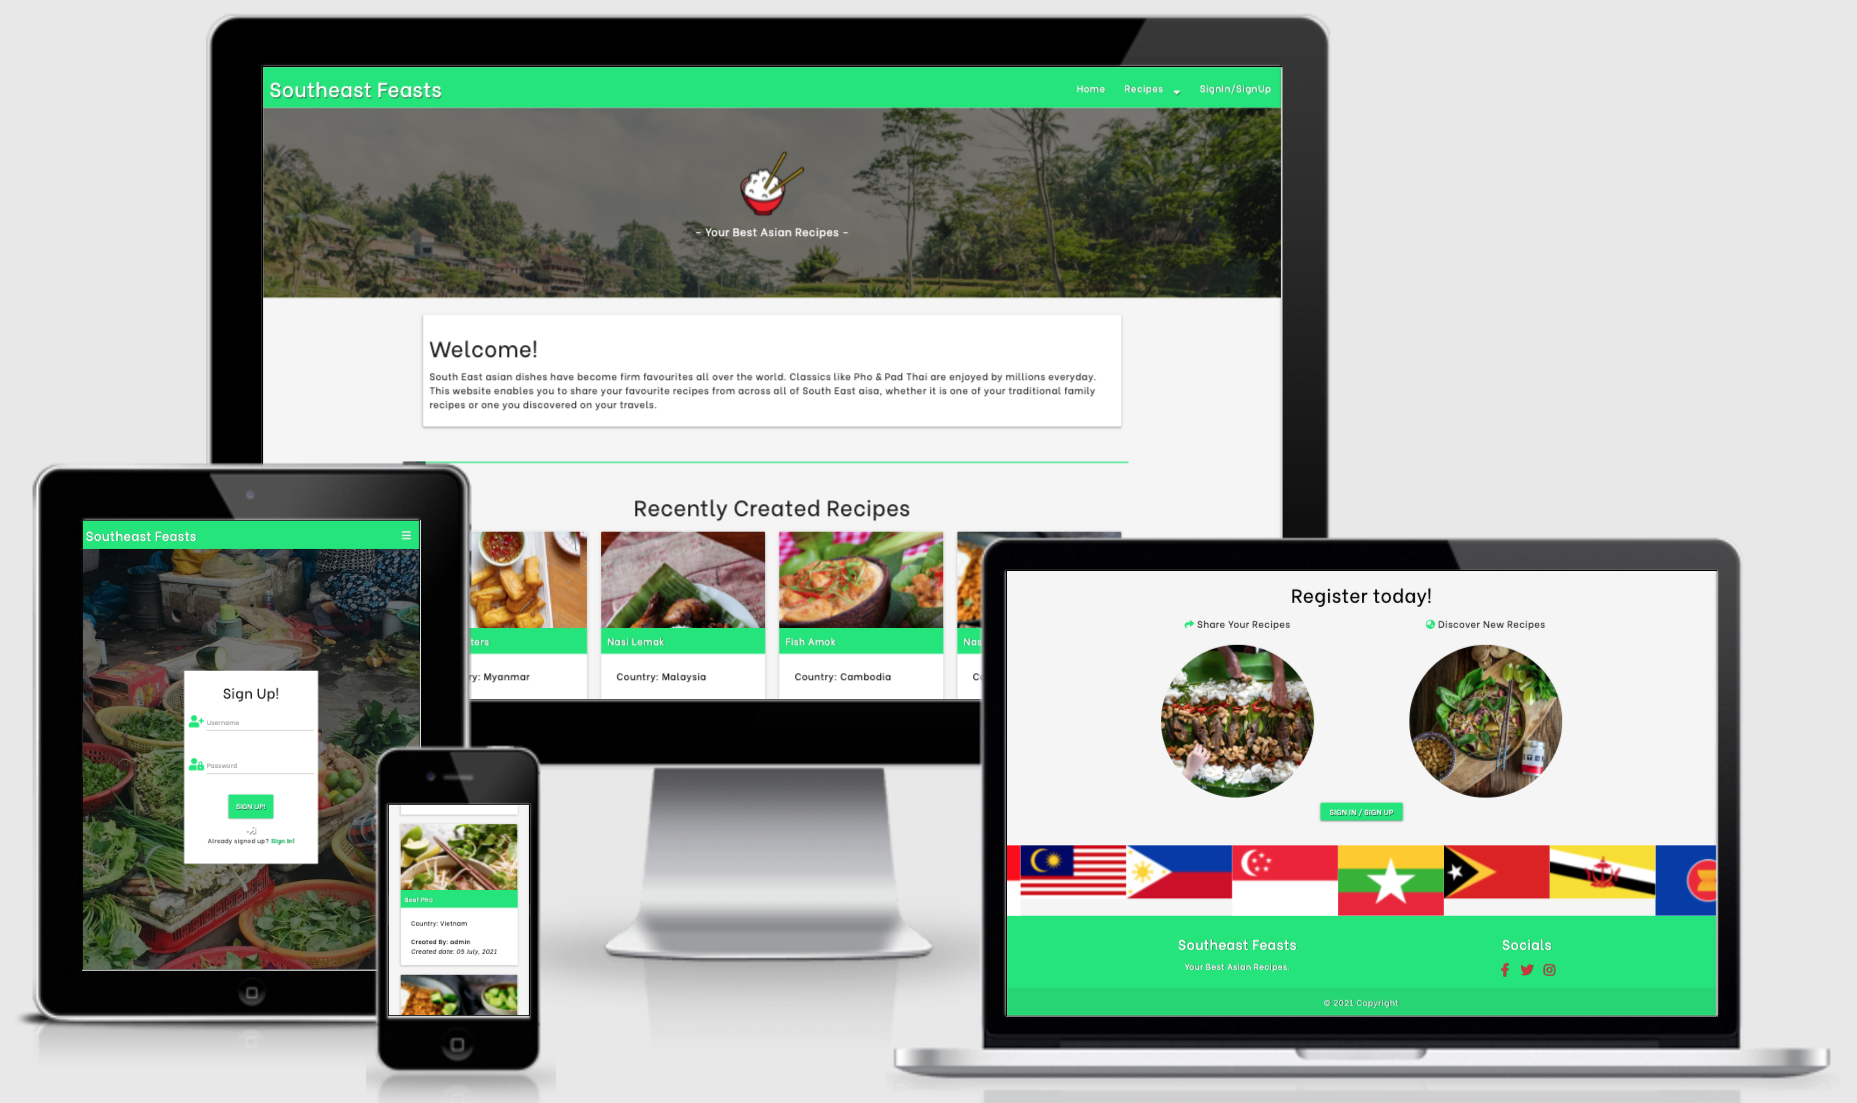 Southeast Feasts
Home Recipes SignIn/SignUp
- Your Best Asian Recipes -
Welcome!
South East asian dishes have become firm favourites all over the world. Classics like Pho & Pad Thai are enjoyed by millions everyday.
This website enables you to share your favourite recipes from across all of South East aisa, whether it is one of your traditional family
recipes or one you discovered on your travels.
Recently Created Recipes
ters
Nasi Lemak
Fish Amok
Nas
ry: Myanmar
Country: Malaysia
Country: Cambodia
C
Southeast Feasts
Sign Up!
Username
Password
SIGN UP!
Already signed up? Sign In!
Beef Pho
Country: Vietnam
Created By: admin
Created date: 05 July, 2021
Register today!
Share Your Recipes
Discover New Recipes
SIGN IN / SIGN UP
Southeast Feasts
Your Best Asian Recipes.
Socials
© 2021 Copyright